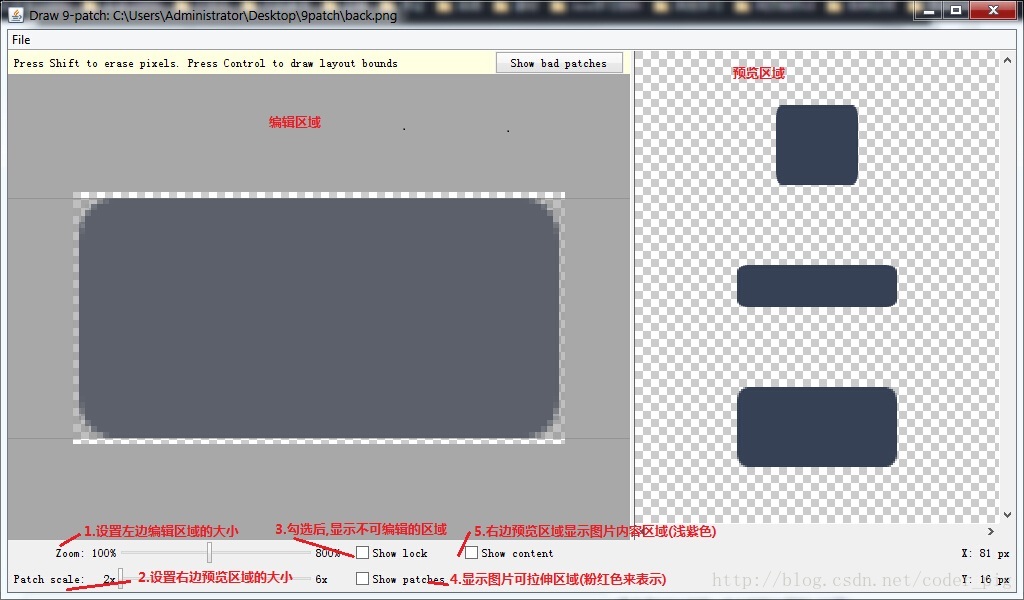 Draw 9-patch: C:\Users\Administrator\Desktop\9patch\back.png
File
Press Shift to erase pixels. Press Control to draw layout bounds
Show bad patches
编辑区域
预览区域
1.设置左边编辑区域的大小
3.勾选后,显示不可编辑的区域
5.右边预览区域显示图片内容区域(浅紫色)
Zoom: 100%
800%
Show lock
Show content
X: 81 px
Patch scale: 2x
2.设置右边预览区域的大小
6x
Show patches
4.显示图片可拉伸区域(粉红色来表示)
Y: 16 px
http://blog.csdn.net/coder_pig